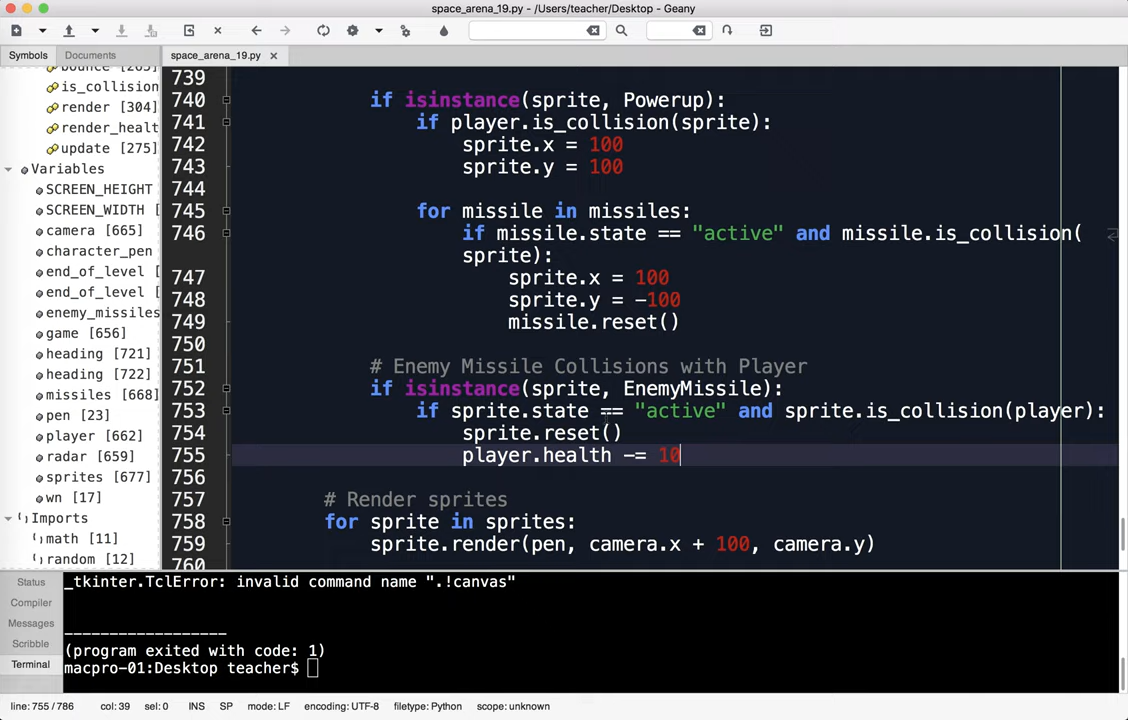 space_arena_19.py - /Users/teacher/Desktop - Geany
Symbols
Documents
space_arena_19.py
bounce [265]
is_collision
render [304]
render_healt
update [275]
Variables
SCREEN_HEIGHT
SCREEN_WIDTH [
camera [665]
character_pen
end_of_level [
end_of_level [
enemy_missiles
game [656]
heading [721]
heading [722]
missiles [668]
pen [23]
player [662]
radar [659]
sprites [677]
wn [17]
Imports
math [11]
random [12]
739
740 if isinstance(sprite, Powerup):
741 if player.is_collision(sprite):
742 sprite.x = 100
743 sprite.y = 100
744
745 for missile in missiles:
746 if missile.state == "active" and missile.is_collision(
sprite):
747 sprite.x = 100
748 sprite.y = -100
749 missile.reset()
750
751 # Enemy Missile Collisions with Player
752 if isinstance(sprite, EnemyMissile):
753 if sprite.state == "active" and sprite.is_collision(player):
754 sprite.reset()
755 player.health -= 10
756
757 # Render sprites
758 for sprite in sprites:
759 sprite.render(pen, camera.x + 100, camera.y)
760
Status
Compiler
Messages
Scribble
Terminal
_tkinter.TclError: invalid command name ".!canvas"
------------------
(program exited with code: 1)
macpro-01:Desktop teacher$
line: 755 / 786 col: 39 sel: 0 INS SP mode: LF encoding: UTF-8 filetype: Python scope: unknown